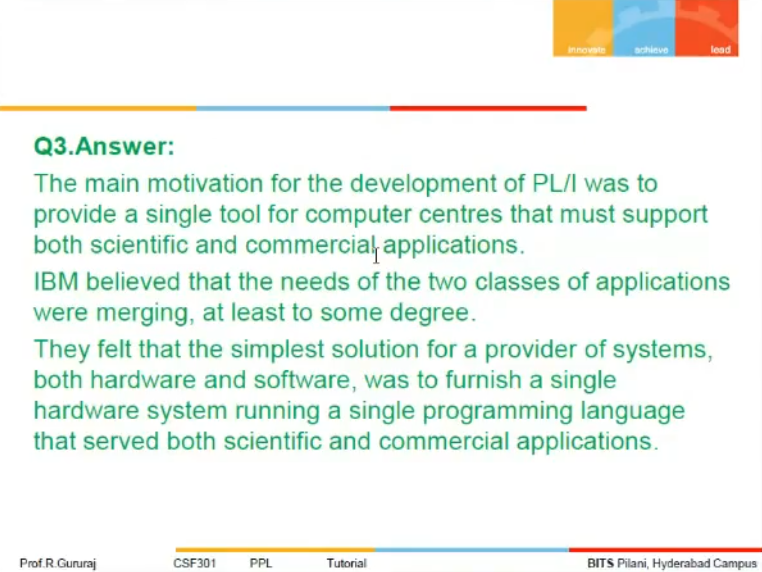 innovate achieve lead
Q3.Answer:
The main motivation for the development of PL/I was to
provide a single tool for computer centres that must support
both scientific and commercial applications.
IBM believed that the needs of the two classes of applications
were merging, at least to some degree.
They felt that the simplest solution for a provider of systems,
both hardware and software, was to furnish a single
hardware system running a single programming language
that served both scientific and commercial applications.
Prof.R.Gururaj CSF301 PPL Tutorial BITS Pilani, Hyderabad Campus